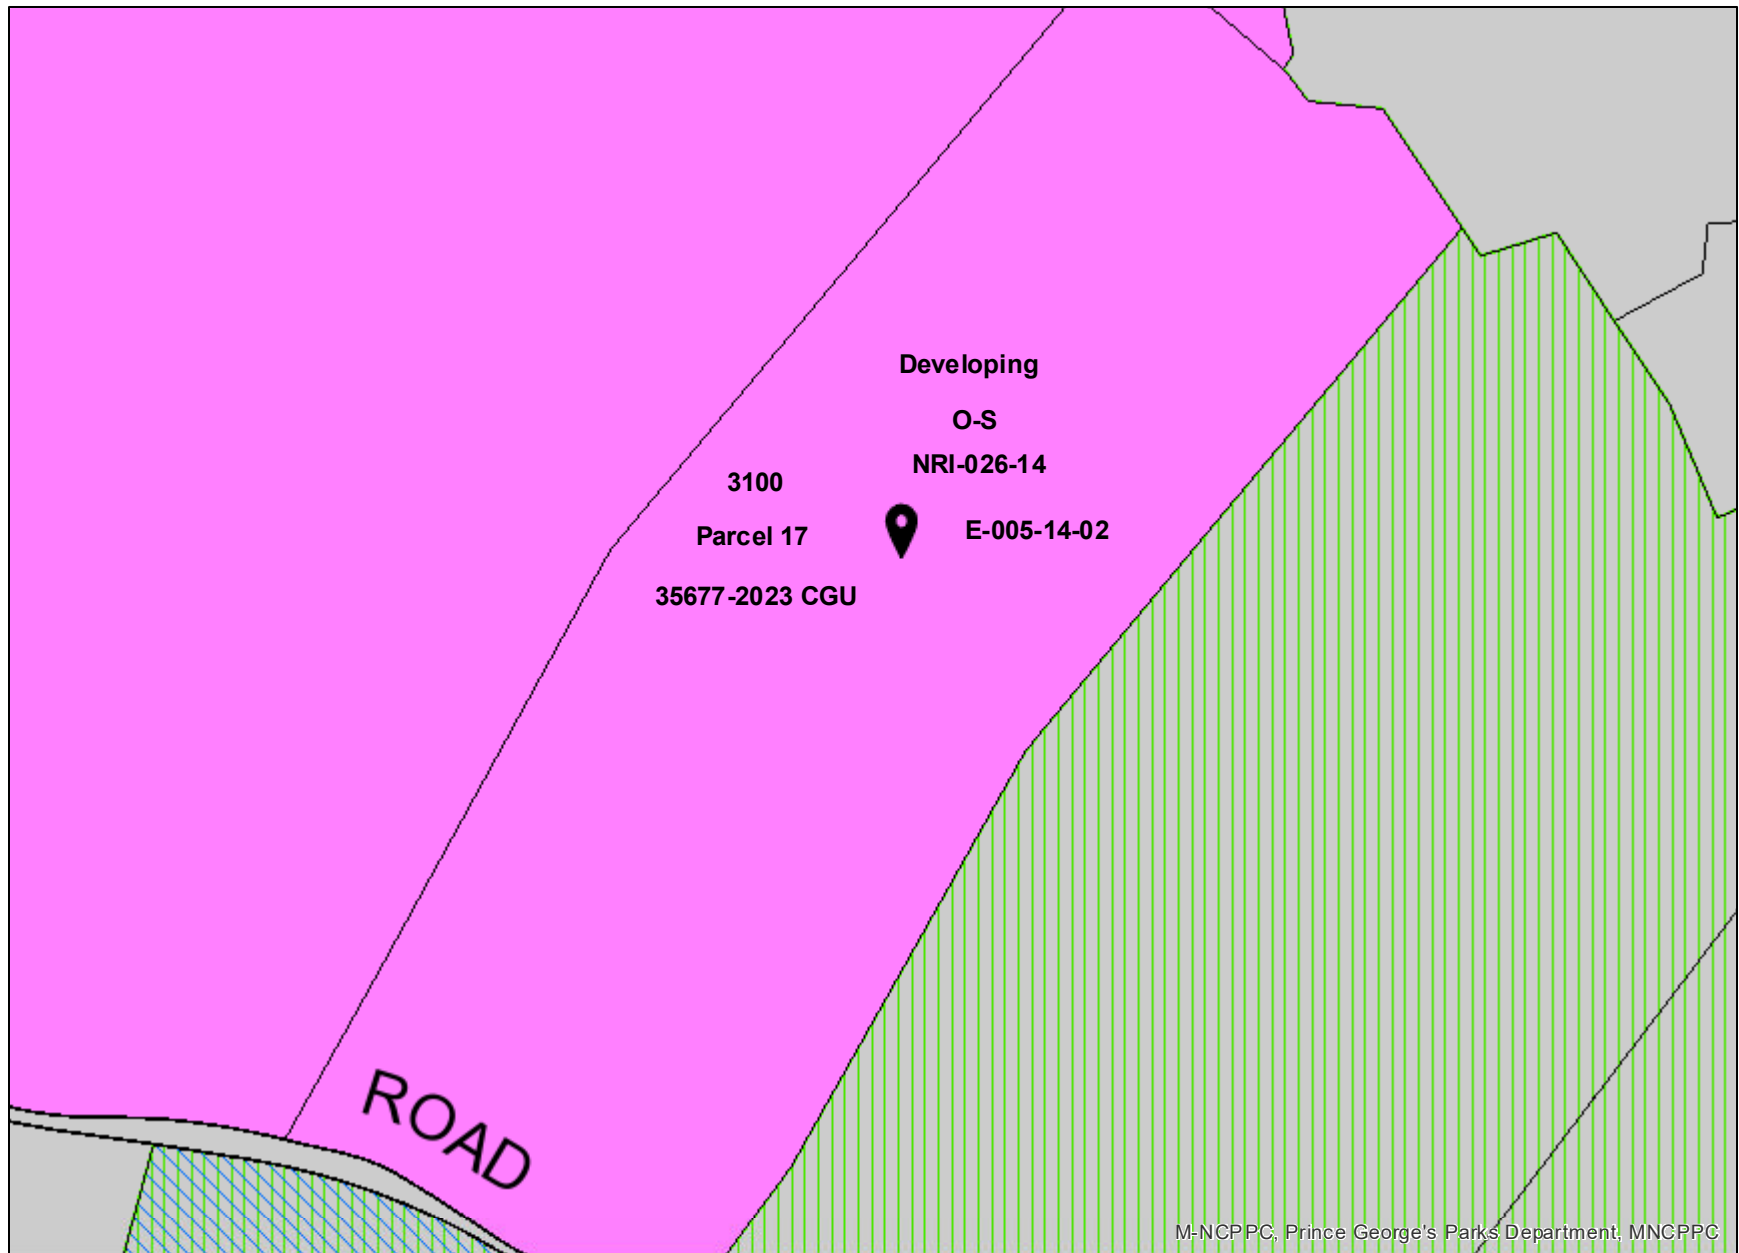 Developing
O-S
NRI-026-14
3100
Parcel 17
E-005-14-02
35677-2023 CGU
ROAD
M-NCPPC, Prince George's Parks Department, MNCPPC